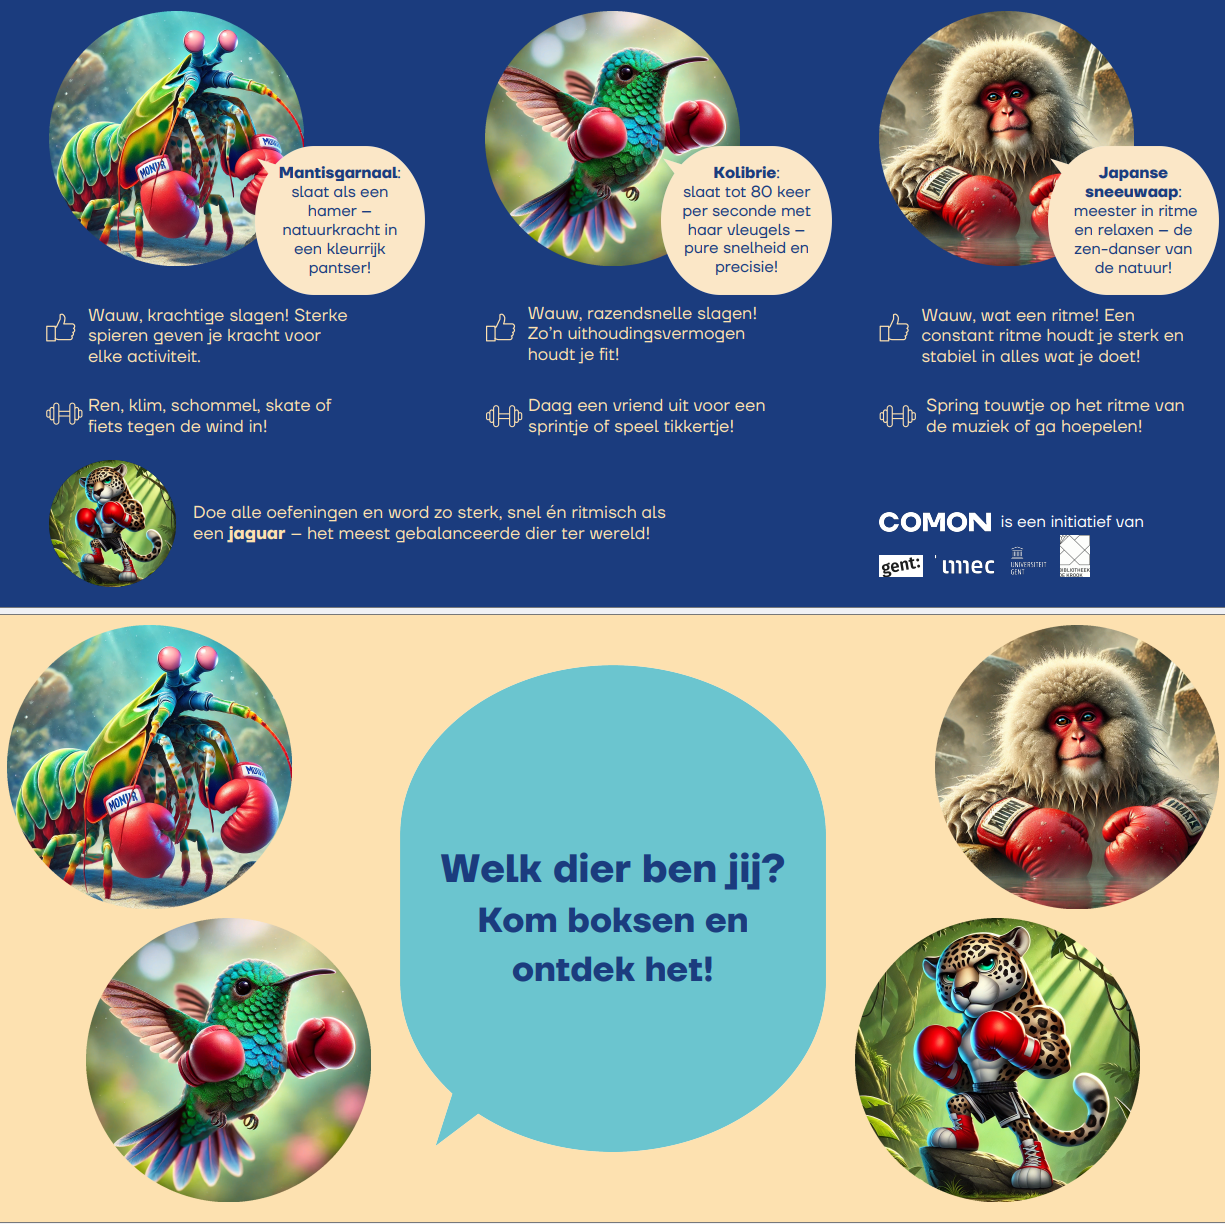 Mantisgarnaal:
slaat als een
hamer –
natuurkracht in
een kleurrijk
pantser!
Kolibrie:
slaat tot 80 keer
per seconde met
haar vleugels –
pure snelheid en
precisie!
Japanse
sneeuwaap:
meester in ritme
en relaxen – de
zen-danser van
de natuur!
Wauw, krachtige slagen! Sterke
spieren geven je kracht voor
elke activiteit.
Wauw, razendsnelle slagen!
Zo'n uithoudingsvermogen
houdt je fit!
Wauw, wat een ritme! Een
constant ritme houdt je sterk en
stabiel in alles wat je doet!
Ren, klim, schommel, skate of
fiets tegen de wind in!
Daag een vriend uit voor een
sprintje of speel tikkertje!
Spring touwtje op het ritme van
de muziek of ga hoepelen!
Doe alle oefeningen en word zo sterk, snel én ritmisch als
een jaguar – het meest gebalanceerde dier ter wereld!
COMON is een initiatief van
gent:
imec
UNIVERSITEIT
GENT
BIBLIOTHEEK
DE KROOK
Welk dier ben jij?
Kom boksen en
ontdek het!